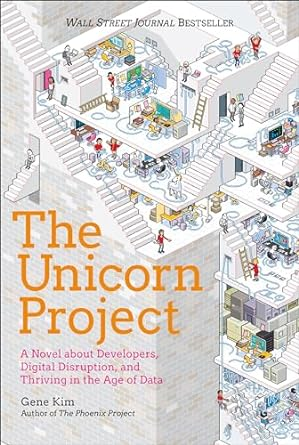 WALL STREET JOURNAL BESTSELLER
The
Unicorn
Project
A Novel about Developers,
Digital Disruption, and
Thriving in the Age of Data
Gene Kim
Author of The Phoenix Project